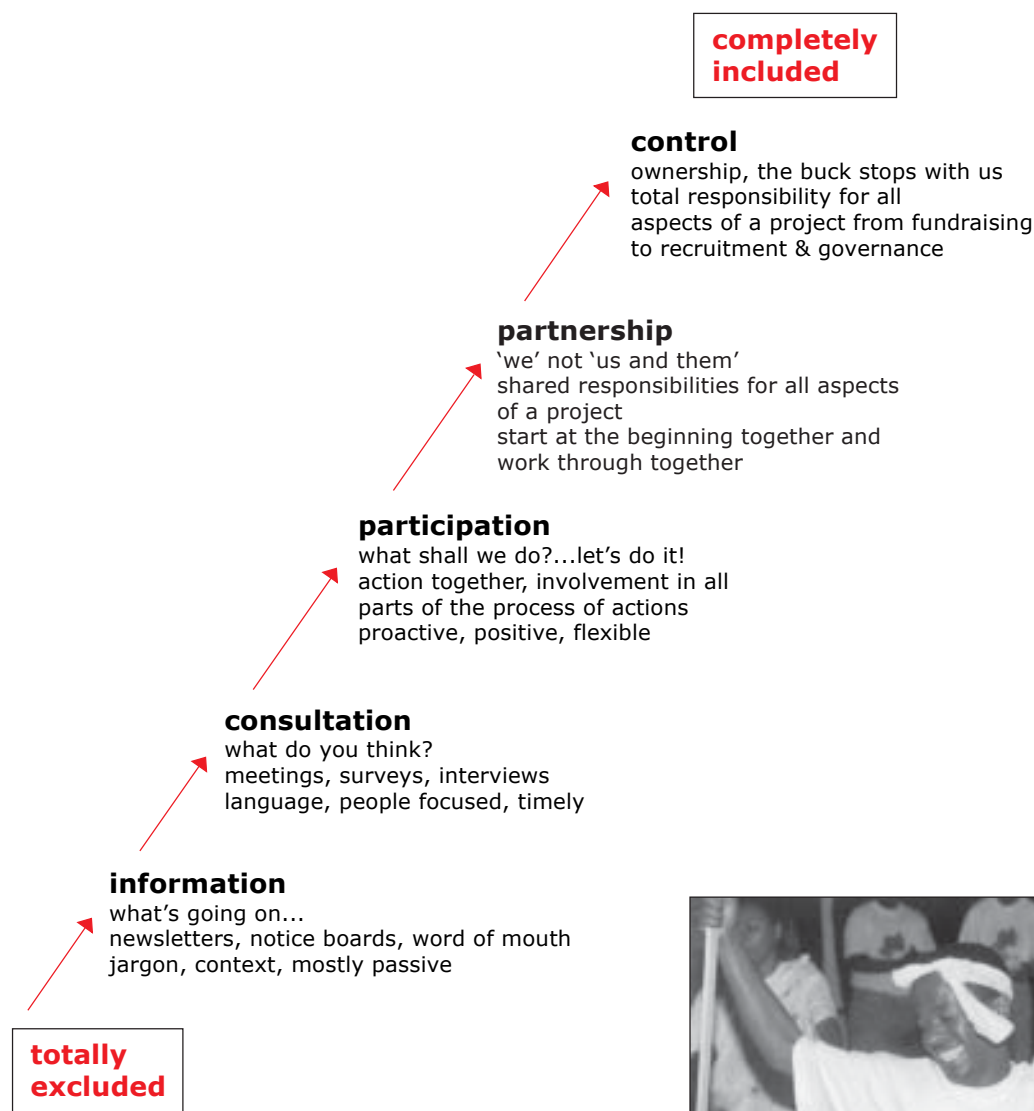 completely
included
control
ownership, the buck stops with us
total responsibility for all
aspects of a project from fundraising
to recruitment & governance
partnership
‘we’ not ‘us and them’
shared responsibilities for all aspects
of a project
start at the beginning together and
work through together
participation
what shall we do?...let’s do it!
action together, involvement in all
parts of the process of actions
proactive, positive, flexible
consultation
what do you think?
meetings, surveys, interviews
language, people focused, timely
information
what’s going on...
newsletters, notice boards, word of mouth
jargon, context, mostly passive
totally
excluded